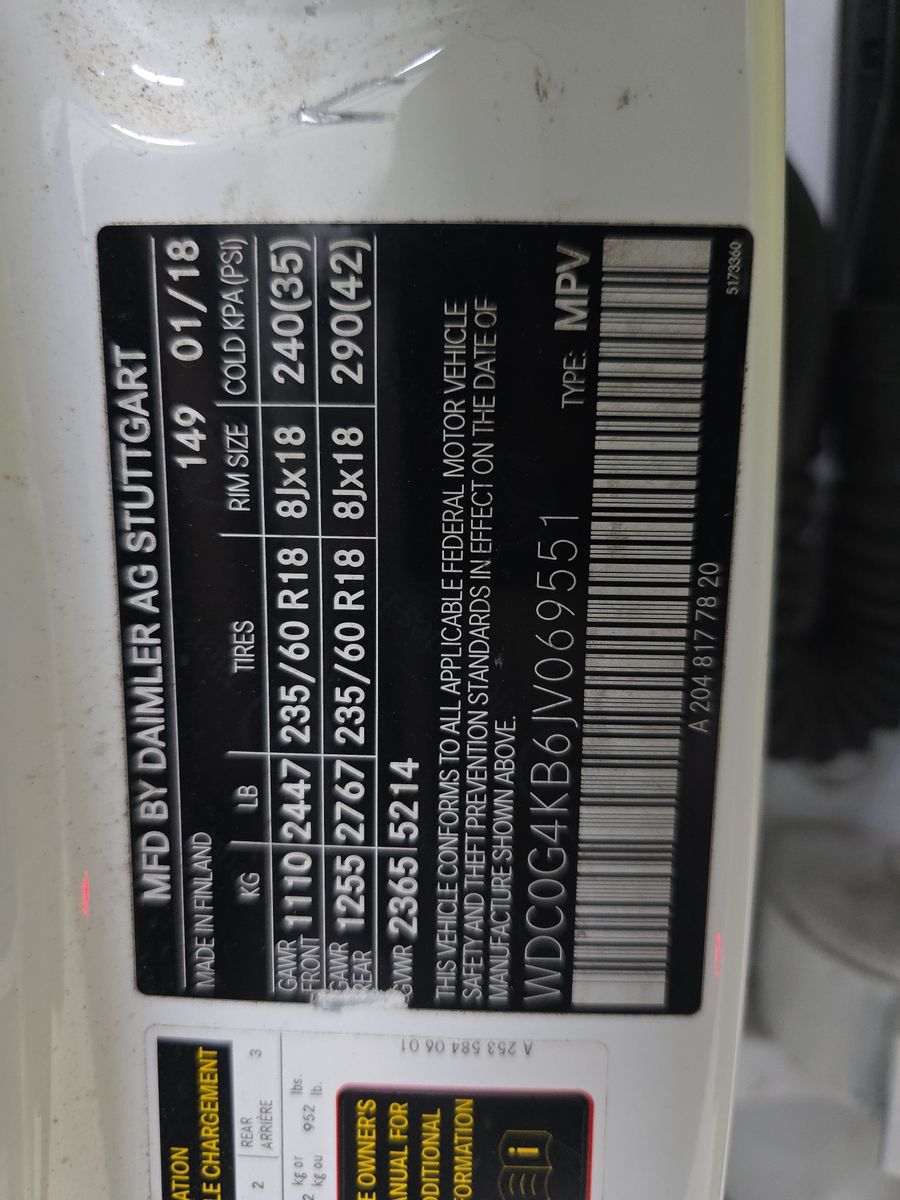 MFD BY DAIMLER AG STUTTGART
MADE IN FINLAND 149 01/18
KG LB TIRES RIM SIZE COLD KPA(PSI)
GAWR FRONT 1110 2447 235/60 R18 8Jx18 240(35)
GAWR REAR 1255 2767 235/60 R18 8Jx18 290(42)
GVWR 2365 5214
THIS VEHICLE CONFORMS TO ALL APPLICABLE FEDERAL MOTOR VEHICLE
SAFETY AND THEFT PREVENTION STANDARDS IN EFFECT ON THE DATE OF
MANUFACTURE SHOWN ABOVE.
WDC0G4KB6JV069551 TYPE: MPV
A 204 817 78 20
5173360
A 253 584 06 01
CHARGEMENT
2 REAR ARRIÈRE 3
kg or lbs.
kg ou 952 lb.
OWNER'S
FOR